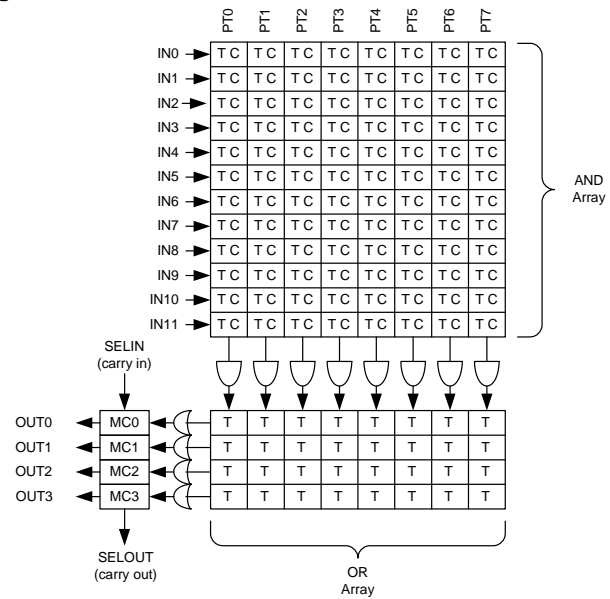 PT0 PT1 PT2 PT3 PT4 PT5 PT6 PT7
IN0 T C T C T C T C T C T C T C T C
IN1 T C T C T C T C T C T C T C T C
IN2 T C T C T C T C T C T C T C T C
IN3 T C T C T C T C T C T C T C T C
IN4 T C T C T C T C T C T C T C T C
IN5 T C T C T C T C T C T C T C T C
IN6 T C T C T C T C T C T C T C T C
IN7 T C T C T C T C T C T C T C T C
IN8 T C T C T C T C T C T C T C T C
IN9 T C T C T C T C T C T C T C T C
IN10 T C T C T C T C T C T C T C T C
IN11 T C T C T C T C T C T C T C T C
AND
Array
SELIN
(carry in)
OUT0 MC0 T T T T T T T T
OUT1 MC1 T T T T T T T T
OUT2 MC2 T T T T T T T T
OUT3 MC3 T T T T T T T T
SELOUT
(carry out)
OR
Array